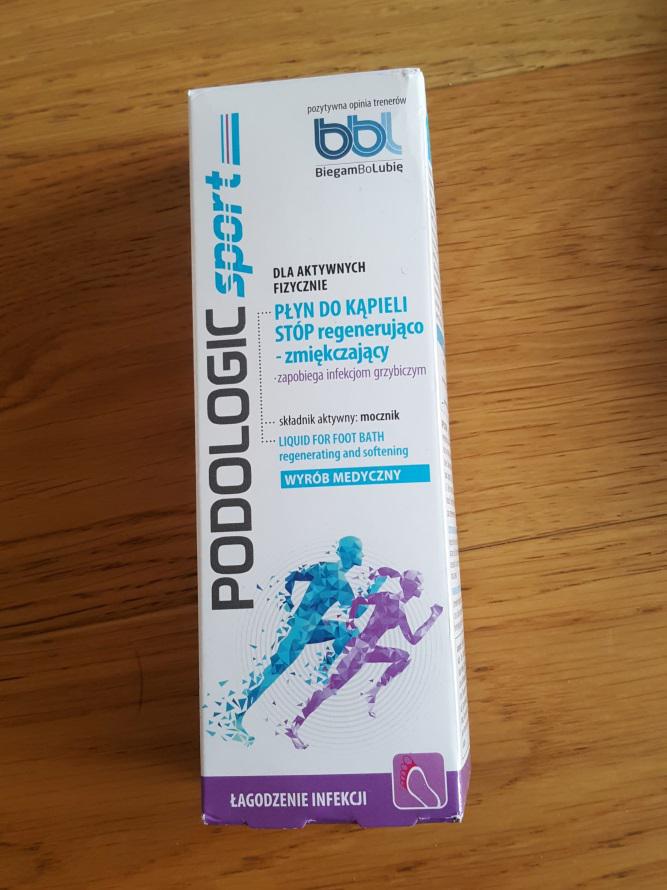 pozytywna opinia trenerów
bbl
BiegamBoLubię
PODOLOGIC sport
DLA AKTYWNYCH
FIZYCZNIE
PŁYN DO KĄPIELI
STÓP regenerująco
- zmiękczający
·zapobiega infekcjom grzybiczym
składnik aktywny: mocznik
LIQUID FOR FOOT BATH
regenerating and softening
WYRÓB MEDYCZNY
ŁAGODZENIE INFEKCJI